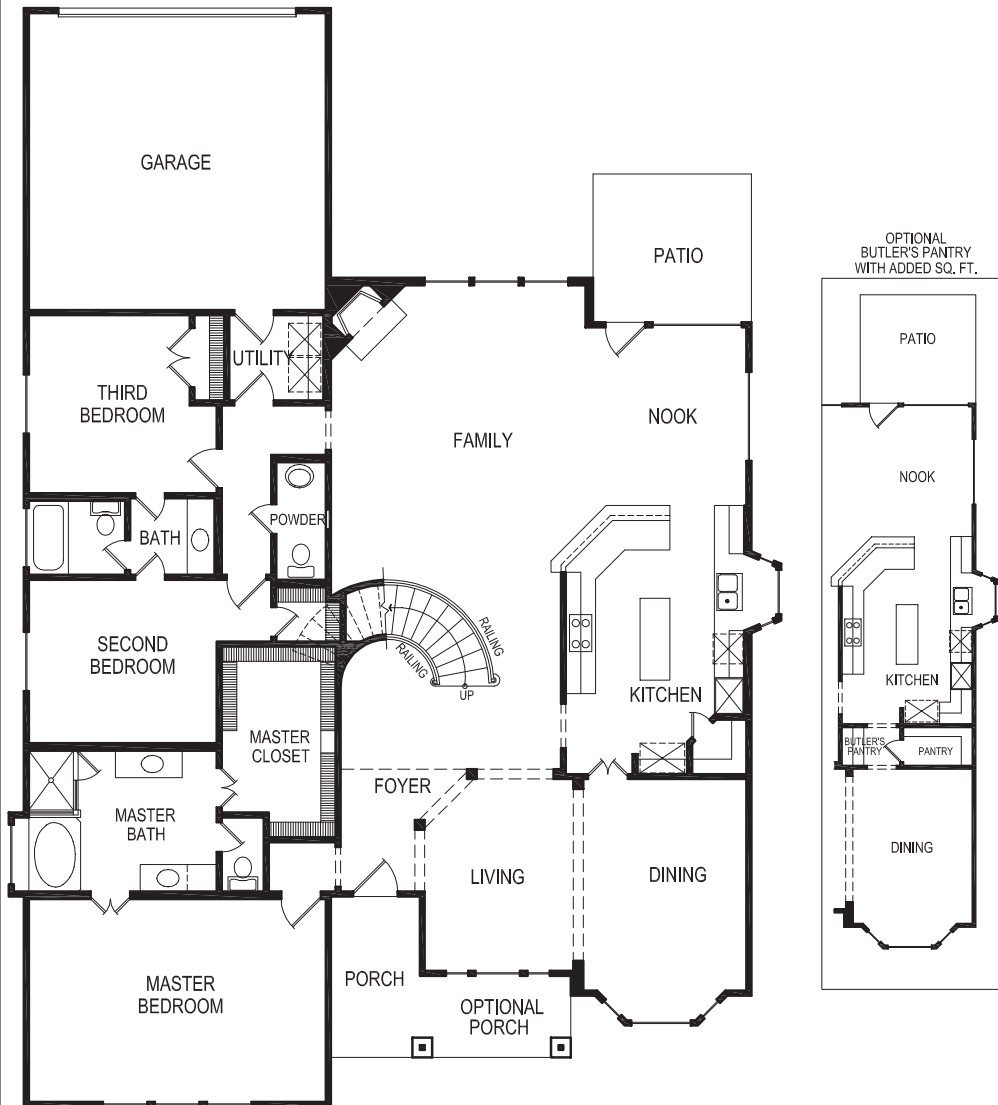 GARAGE
PATIO
OPTIONAL
BUTLER'S PANTRY
WITH ADDED SQ. FT.
PATIO
UTILITY
THIRD
BEDROOM
FAMILY
NOOK
NOOK
POWDER
BATH
RAILING
RAILING
UP
SECOND
BEDROOM
KITCHEN
KITCHEN
MASTER
CLOSET
BUTLER'S
PANTRY
PANTRY
FOYER
MASTER
BATH
LIVING
DINING
DINING
PORCH
OPTIONAL
PORCH
MASTER
BEDROOM